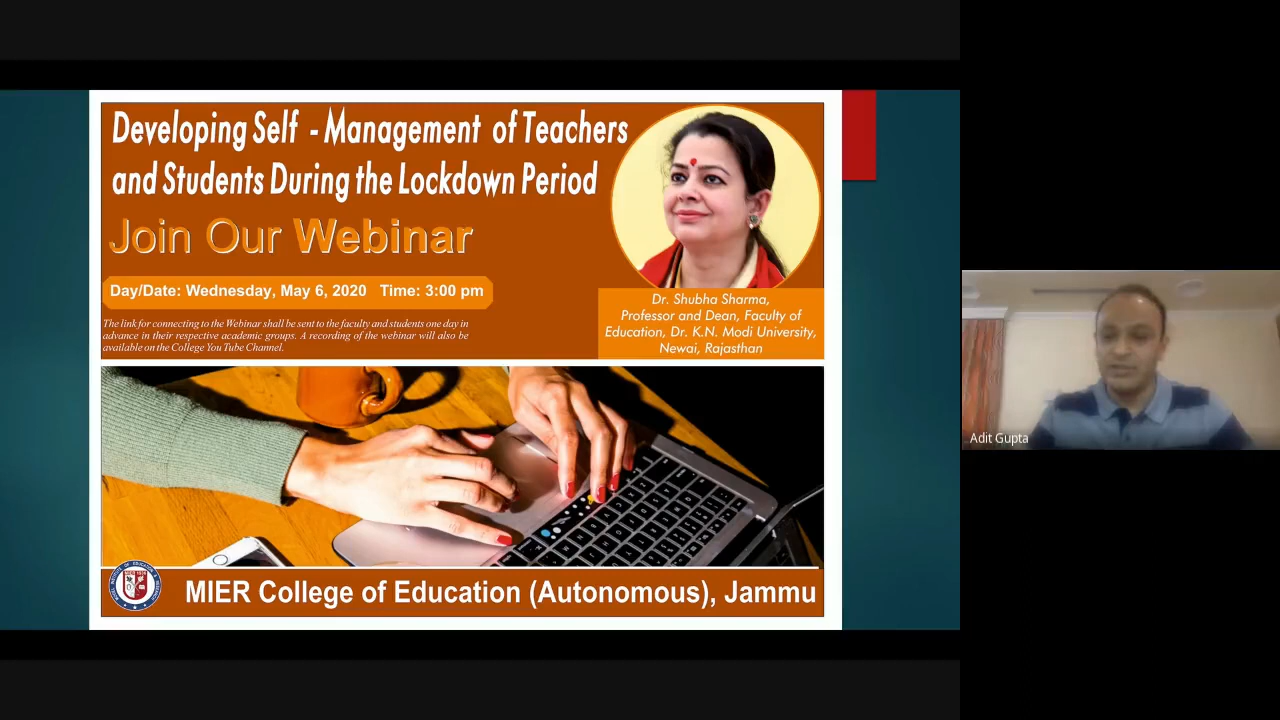 Developing Self - Management of Teachers
and Students During the Lockdown Period
Join Our Webinar
Day/Date: Wednesday, May 6, 2020 Time: 3:00 pm
The link for connecting to the Webinar shall be sent to the faculty and students one day in
advance in their respective academic groups. A recording of the webinar will also be
available on the College You Tube Channel.
Dr. Shubha Sharma,
Professor and Dean, Faculty of
Education, Dr. K.N. Modi University,
Newai, Rajasthan
MIER College of Education (Autonomous), Jammu
Adit Gupta